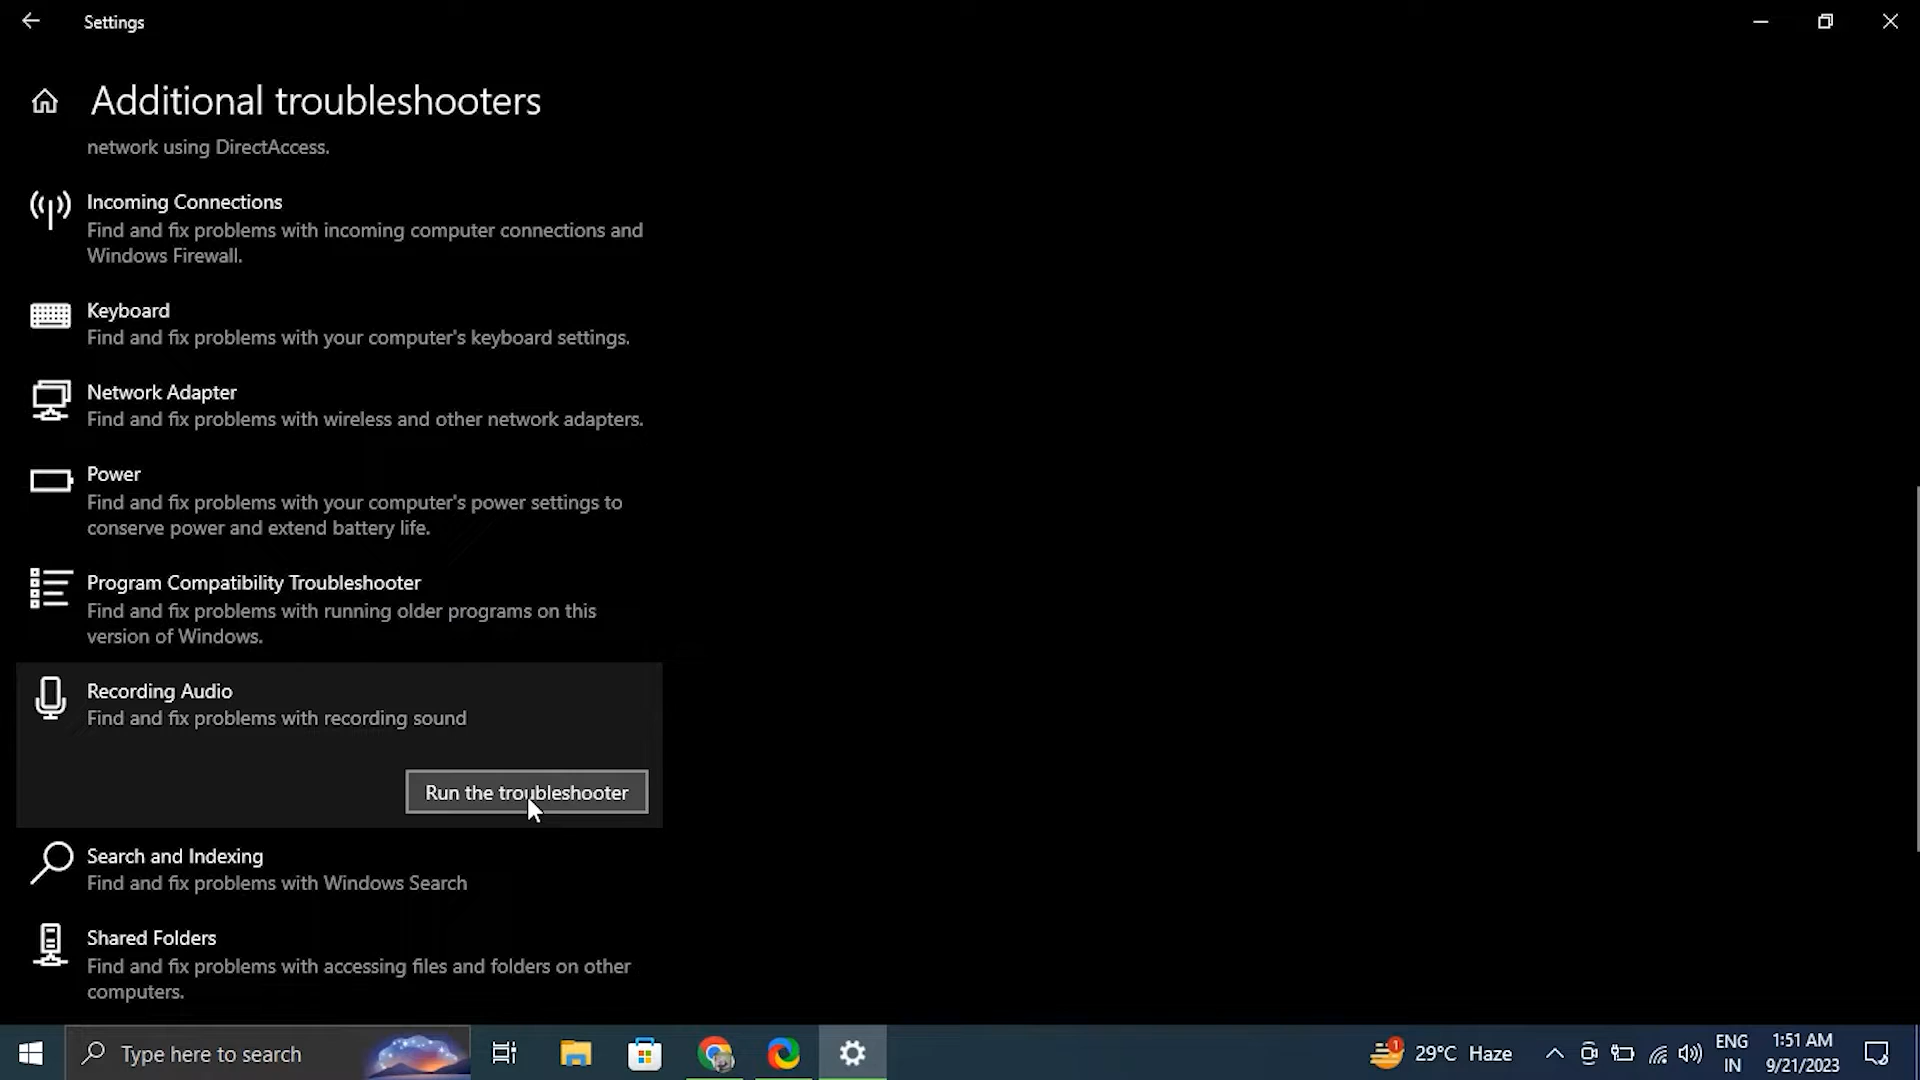 Settings
Additional troubleshooters
network using DirectAccess.
Incoming Connections
Find and fix problems with incoming computer connections and
Windows Firewall.
Keyboard
Find and fix problems with your computer's keyboard settings.
Network Adapter
Find and fix problems with wireless and other network adapters.
Power
Find and fix problems with your computer's power settings to
conserve power and extend battery life.
Program Compatibility Troubleshooter
Find and fix problems with running older programs on this
version of Windows.
Recording Audio
Find and fix problems with recording sound
Run the troubleshooter
Search and Indexing
Find and fix problems with Windows Search
Shared Folders
Find and fix problems with accessing files and folders on other
computers.
Type here to search
1
29°C Haze
ENG
IN
1:51 AM
9/21/2023